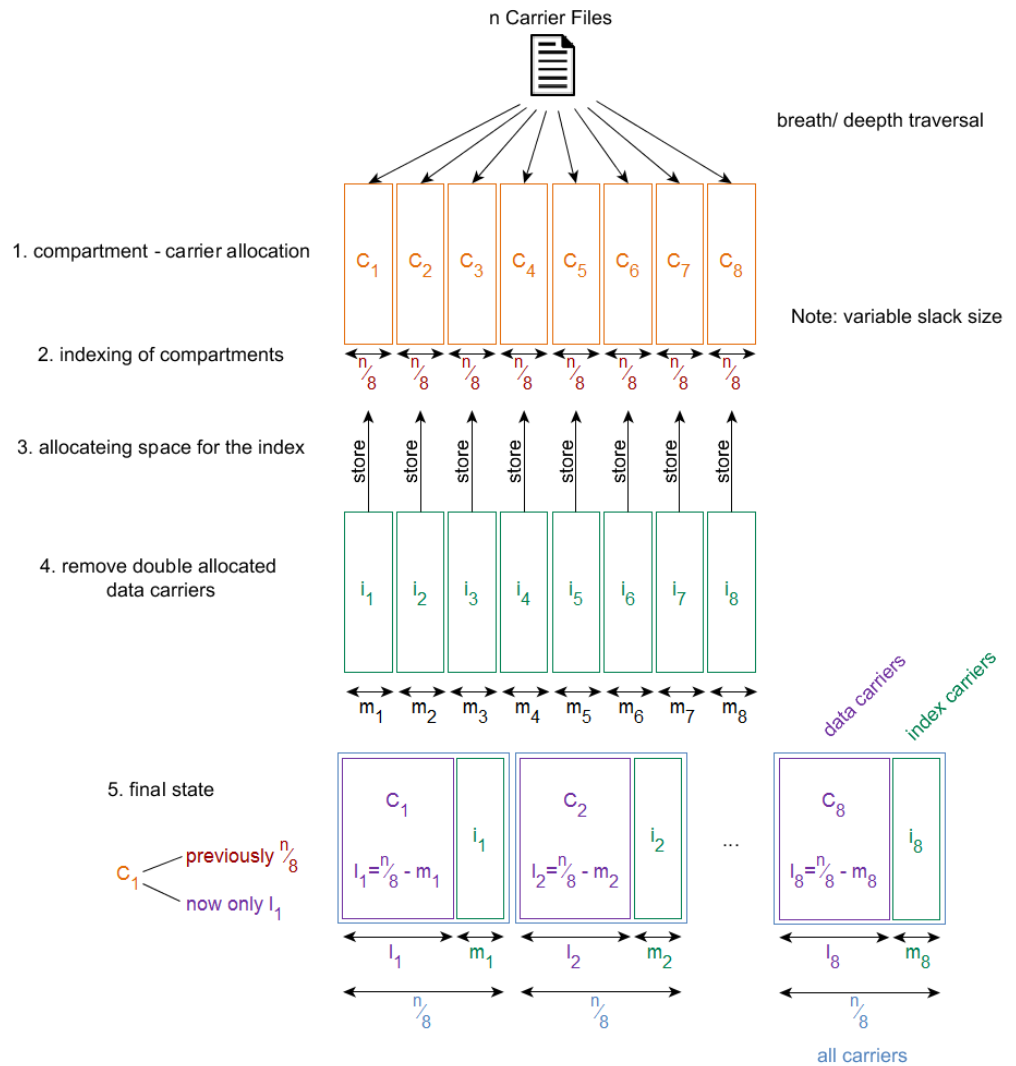 n Carrier Files
breath/ deepth traversal
1. compartment - carrier allocation
C1 C2 C3 C4 C5 C6 C7 C8
Note: variable slack size
2. indexing of compartments
n/8 n/8 n/8 n/8 n/8 n/8 n/8 n/8
3. allocateing space for the index
store store store store store store store store
4. remove double allocated
data carriers
i1 i2 i3 i4 i5 i6 i7 i8
m1 m2 m3 m4 m5 m6 m7 m8
data carriers
index carriers
5. final state
C1 i1 C2 i2 ... C8 i8
l1=n/8 - m1 l2=n/8 - m2 l8=n/8 - m8
C1
previously n/8
now only l1
l1 m1 l2 m2 l8 m8
n/8 n/8 n/8
all carriers